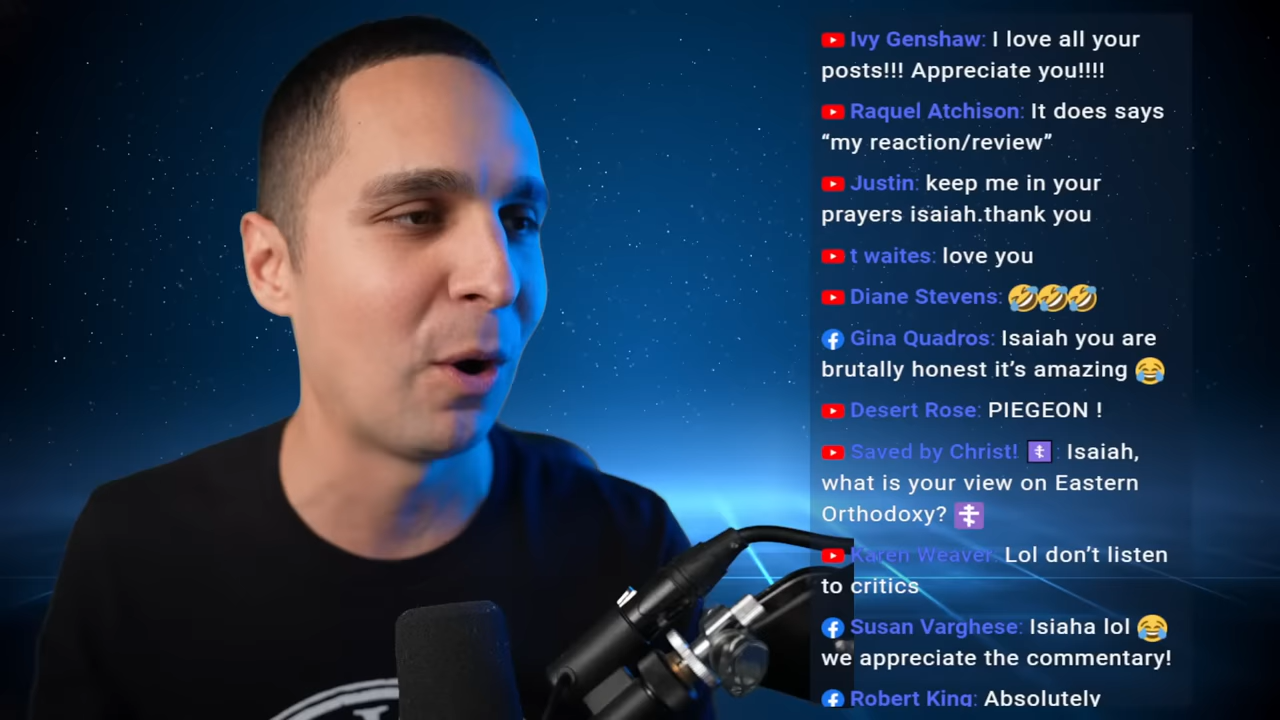 Ivy Genshaw: I love all your
posts!!! Appreciate you!!!!
Raquel Atchison: It does says
“my reaction/review”
Justin: keep me in your
prayers isaiah.thank you
t waites: love you
Diane Stevens: 🤣🤣🤣
Gina Quadros: Isaiah you are
brutally honest it’s amazing 😂
Desert Rose: PIEGEON !
Saved by Christ! ☦: Isaiah,
what is your view on Eastern
Orthodoxy? ☦
Karen Weaver: Lol don’t listen
to critics
Susan Varghese: Isiaha lol 😂
we appreciate the commentary!
Robert King: Absolutely